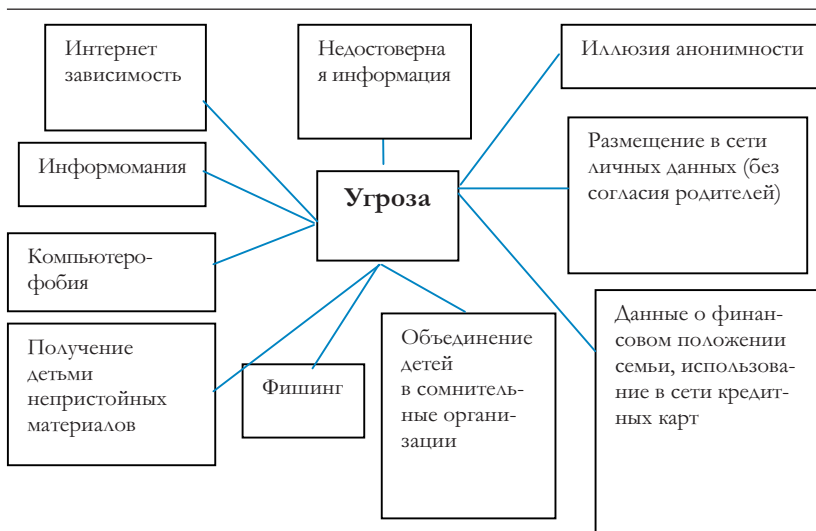 Интернет
зависимость
Недостоверна
я информация
Иллюзия анонимности
Информомания
Угроза
Размещение в сети
личных данных (без
согласия родителей)
Компьютеро-
фобия
Получение
детьми
непристойных
материалов
Фишинг
Объединение
детей
в сомнитель-
ные органи-
зации
Данные о финан-
совом положении
семьи, использова-
ние в сети кредит-
ных карт